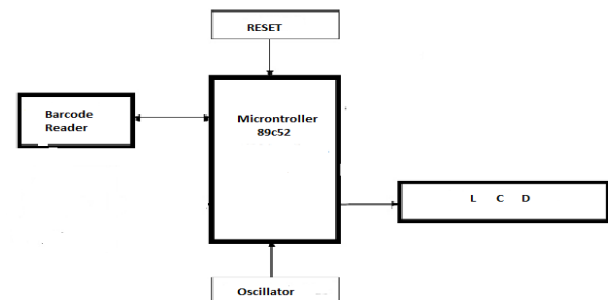 RESET
Barcode
Reader
Microntroller
89c52
L C D
Oscillator